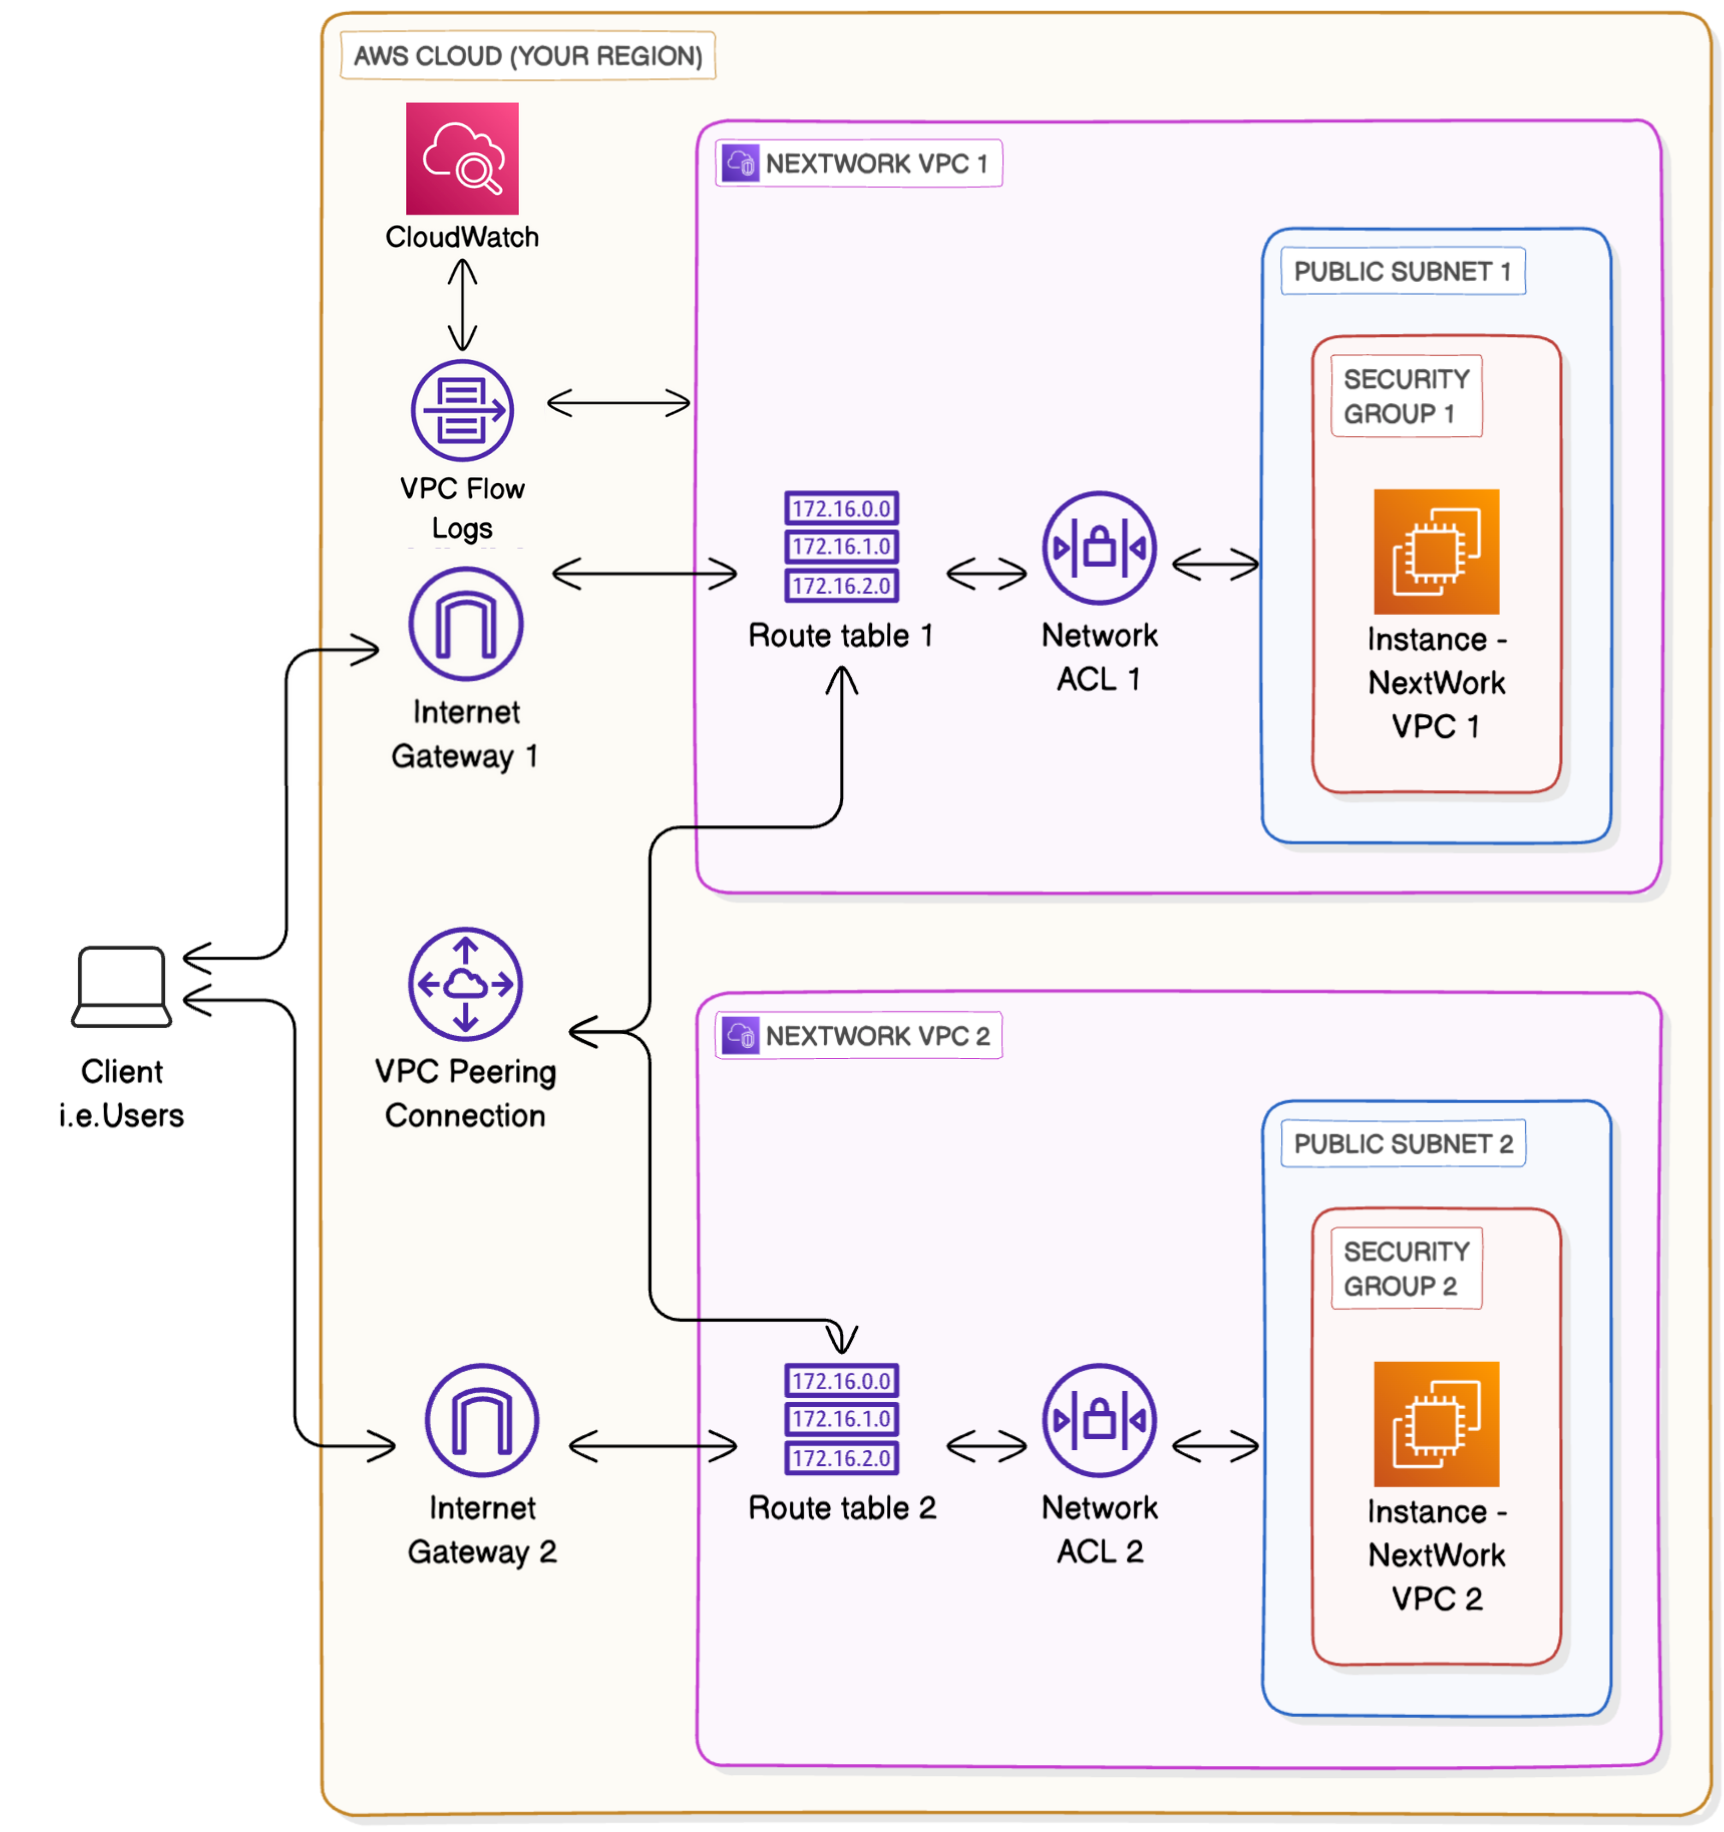 AWS CLOUD (YOUR REGION)
CloudWatch
VPC Flow
Logs
Internet
Gateway 1
NEXTWORK VPC 1
172.16.0.0
172.16.1.0
172.16.2.0
Route table 1
Network
ACL 1
PUBLIC SUBNET 1
SECURITY
GROUP 1
Instance -
NextWork
VPC 1
Client
i.e.Users
VPC Peering
Connection
Internet
Gateway 2
NEXTWORK VPC 2
172.16.0.0
172.16.1.0
172.16.2.0
Route table 2
Network
ACL 2
PUBLIC SUBNET 2
SECURITY
GROUP 2
Instance -
NextWork
VPC 2